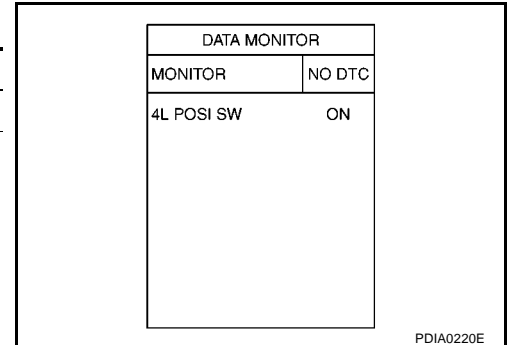 DATA MONITOR
MONITOR NO DTC
4L POSI SW ON
PDIA0220E